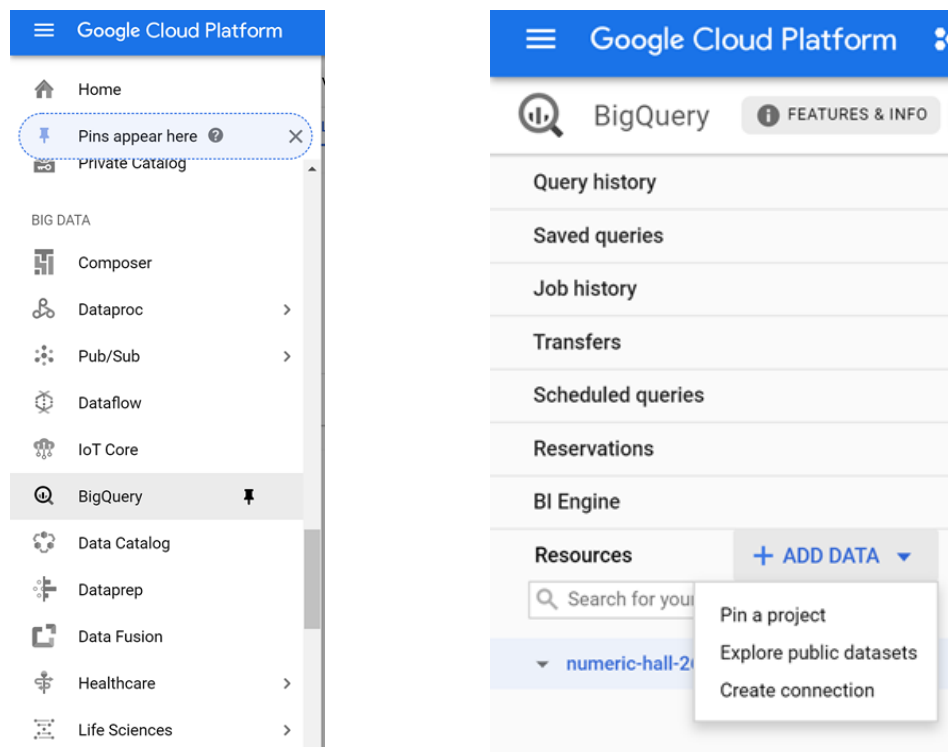 Google Cloud Platform
Home
Pins appear here
Private Catalog
BIG DATA
Composer
Dataproc
Pub/Sub
Dataflow
IoT Core
BigQuery
Data Catalog
Dataprep
Data Fusion
Healthcare
Life Sciences
Google Cloud Platform
BigQuery FEATURES & INFO
Query history
Saved queries
Job history
Transfers
Scheduled queries
Reservations
BI Engine
Resources + ADD DATA
Search for your
Pin a project
Explore public datasets
numeric-hall-2
Create connection